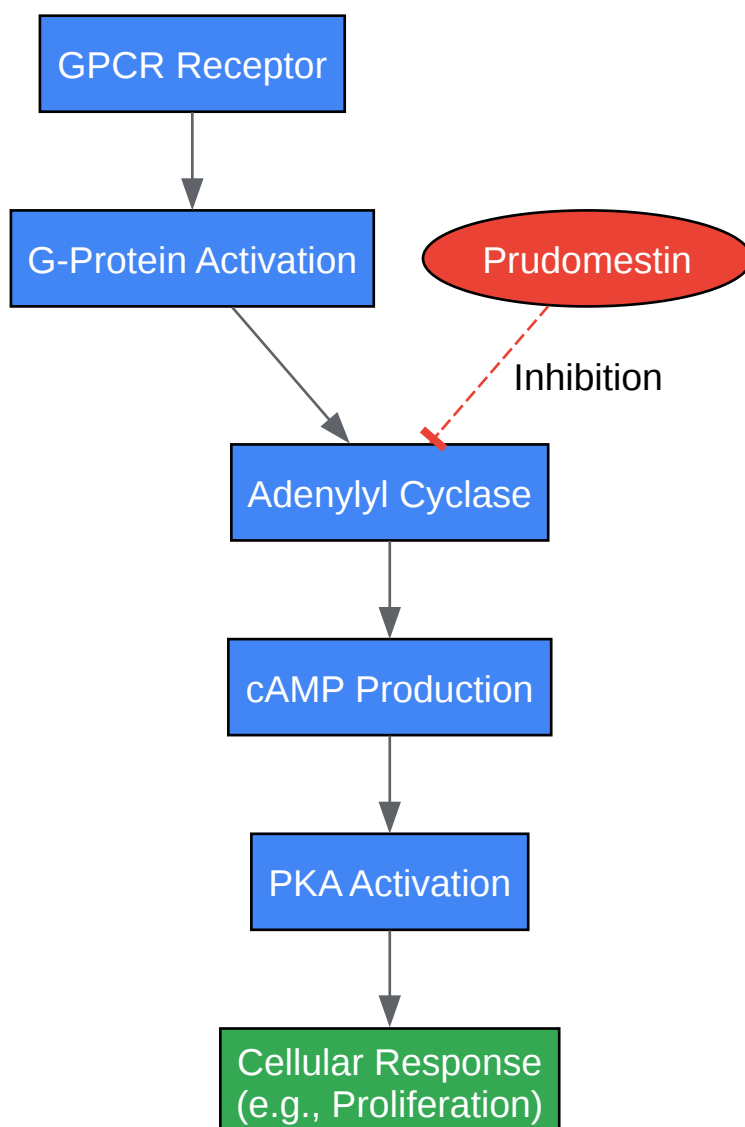 GPCR Receptor
G-Protein Activation
Prudomestin
Inhibition
Adenylyl Cyclase
cAMP Production
PKA Activation
Cellular Response
(e.g., Proliferation)